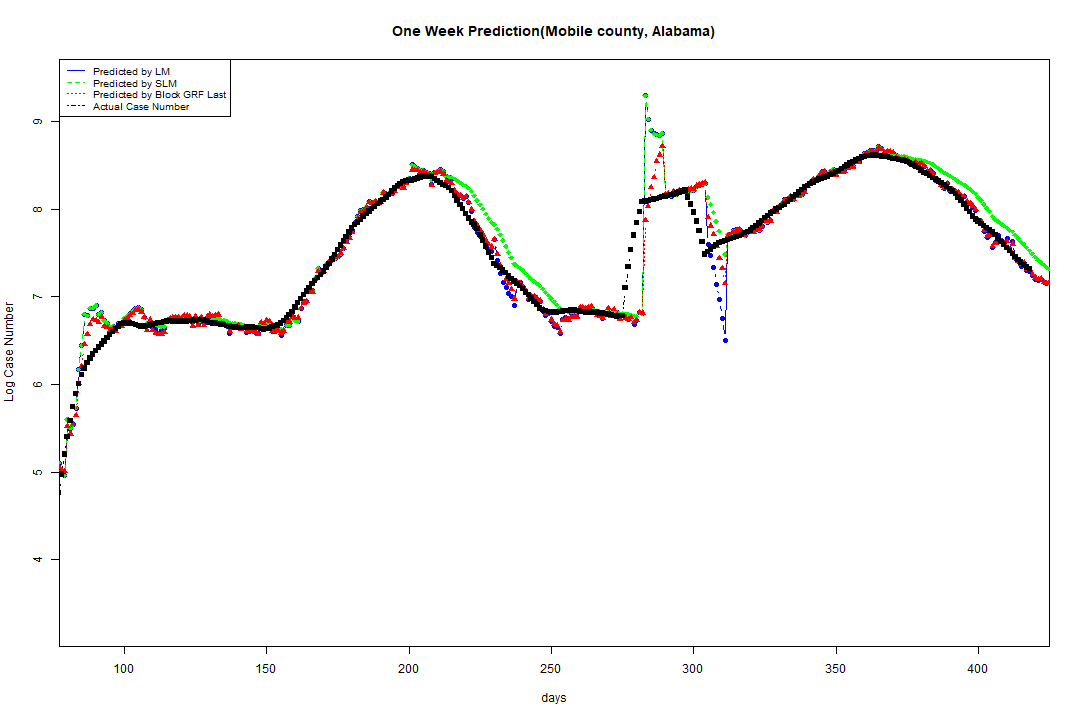 One Week Prediction(Mobile county, Alabama)
Predicted by LM
Predicted by SLM
Predicted by Block GRF Last
Actual Case Number
Log Case Number
9
8
7
6
5
4
100 150 200 250 300 350 400
days